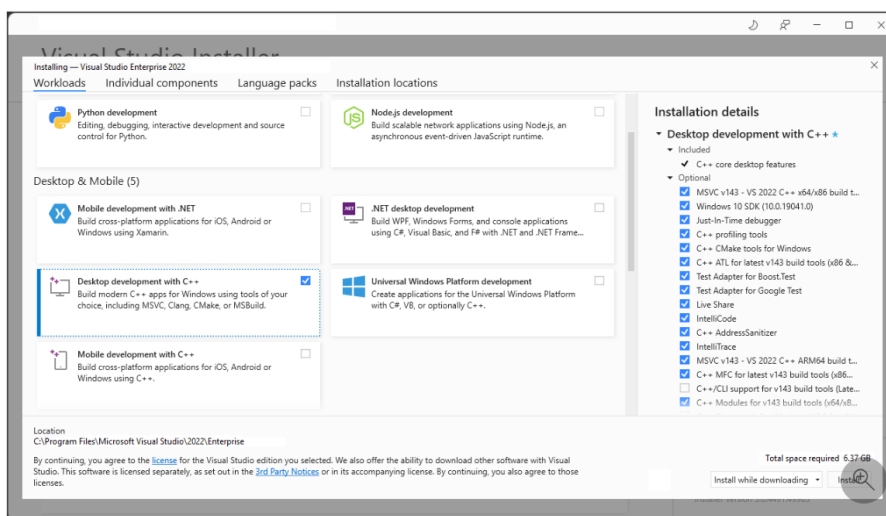 Visual Studio Installer
Installing — Visual Studio Enterprise 2022
Workloads Individual components Language packs Installation locations
Python development
Editing, debugging, interactive development and source
control for Python.
Node.js development
Build scalable network applications using Node.js, an
asynchronous event-driven JavaScript runtime.
Desktop & Mobile (5)
Mobile development with .NET
Build cross-platform applications for iOS, Android or
Windows using Xamarin.
.NET desktop development
Build WPF, Windows Forms, and console applications
using C#, Visual Basic, and F# with .NET and .NET Frame...
Desktop development with C++
Build modern C++ apps for Windows using tools of your
choice, including MSVC, Clang, CMake, or MSBuild.
Universal Windows Platform development
Create applications for the Universal Windows Platform
with C#, VB, or optionally C++.
Mobile development with C++
Build cross-platform applications for iOS, Android or
Windows using C++.
Installation details
Desktop development with C++
Included
C++ core desktop features
Optional
MSVC v143 - VS 2022 C++ x64/x86 build t...
Windows 10 SDK (10.0.19041.0)
Just-In-Time debugger
C++ profiling tools
C++ CMake tools for Windows
C++ ATL for latest v143 build tools (x86 &...
Test Adapter for Boost.Test
Test Adapter for Google Test
Live Share
IntelliCode
C++ AddressSanitizer
IntelliTrace
MSVC v143 - VS 2022 C++ ARM64 build t...
C++ MFC for latest v143 build tools (x86...
C++/CLI support for v143 build tools (Late...
C++ Modules for v143 build tools (x64/x8...
Location
C:\Program Files\Microsoft Visual Studio\2022\Enterprise
By continuing, you agree to the license for the Visual Studio edition you selected. We also offer the ability to download other software with Visual
Studio. This software is licensed separately, as set out in the 3rd Party Notices or in its accompanying license. By continuing, you also agree to those
licenses.
Total space required 6.37 GB
Install while downloading Install